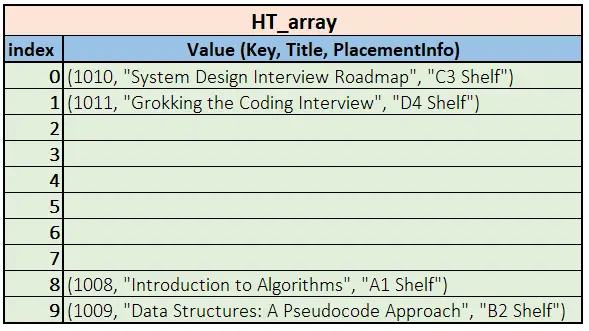 HT_array
index Value (Key, Title, PlacementInfo)
0 (1010, "System Design Interview Roadmap", "C3 Shelf")
1 (1011, "Grokking the Coding Interview", "D4 Shelf")
2
3
4
5
6
7
8 (1008, "Introduction to Algorithms", "A1 Shelf")
9 (1009, "Data Structures: A Pseudocode Approach", "B2 Shelf")